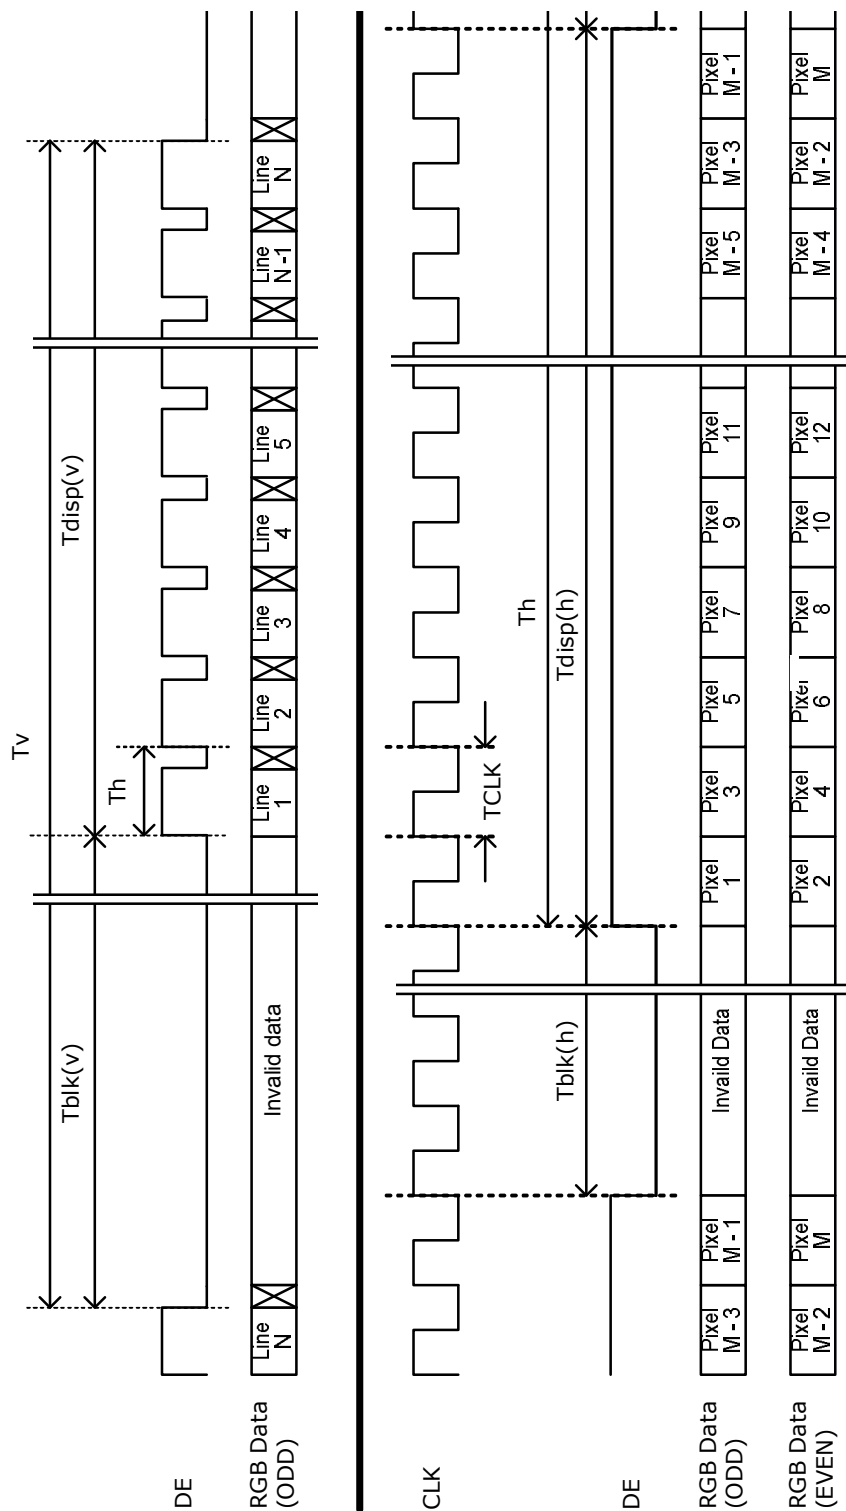 Tv
Tblk(v)
Tdisp(v)
Th
DE
RGB Data
(ODD)
Line
N
Invalid data
Line
1
Line
2
Line
3
Line
4
Line
5
Line
N-1
Line
N
CLK
TCLK
Th
Tblk(h)
Tdisp(h)
DE
RGB Data
(ODD)
Pixel
M - 3
Pixel
M - 1
Invaild Data
Pixel
1
Pixel
3
Pixel
5
Pixel
7
Pixel
9
Pixel
11
Pixel
M - 5
Pixel
M - 3
Pixel
M - 1
RGB Data
(EVEN)
Pixel
M - 2
Pixel
M
Invaild Data
Pixel
2
Pixel
4
Pixel
6
Pixel
8
Pixel
10
Pixel
12
Pixel
M - 4
Pixel
M - 2
Pixel
M